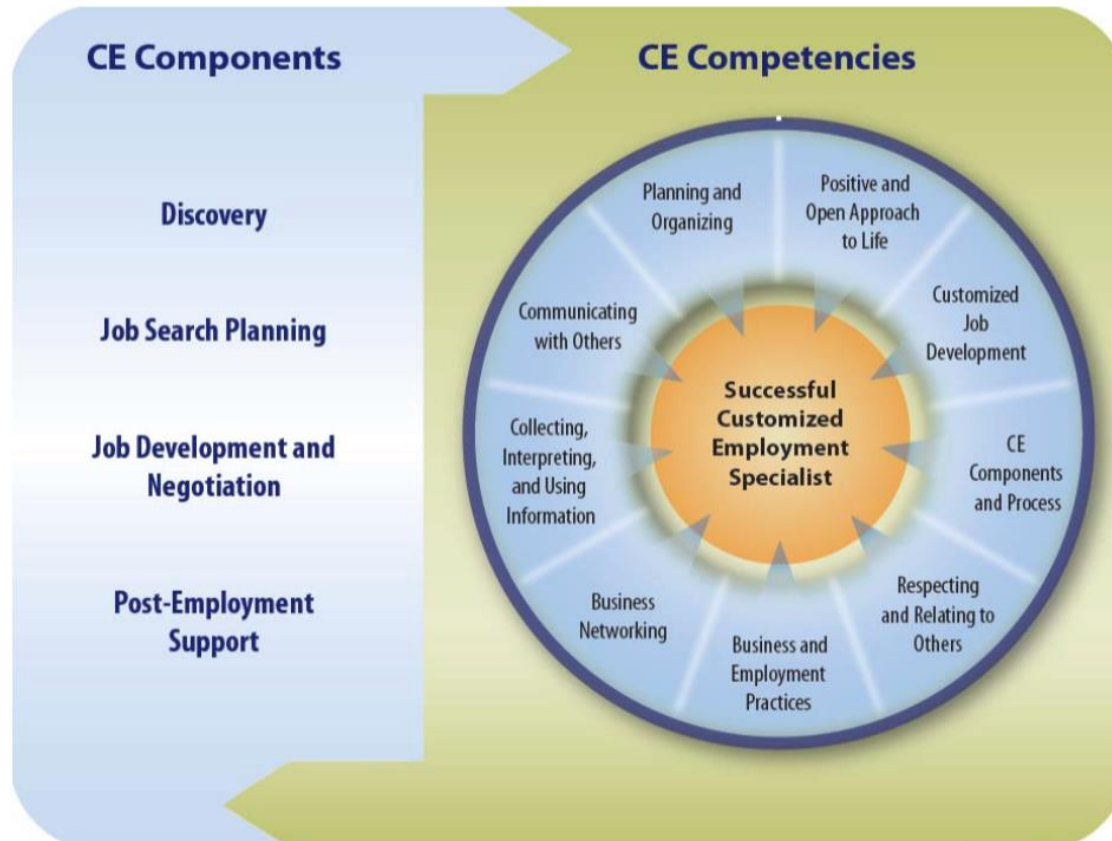 CE Components
Discovery
Job Search Planning
Job Development and
Negotiation
Post-Employment
Support
CE Competencies
Positive and
Open Approach
to Life
Customized
Job
Development
CE
Components
and Process
Respecting
and Relating to
Others
Business and
Employment
Practices
Business
Networking
Collecting,
Interpreting,
and Using
Information
Communicating
with Others
Planning and
Organizing
Successful
Customized
Employment
Specialist